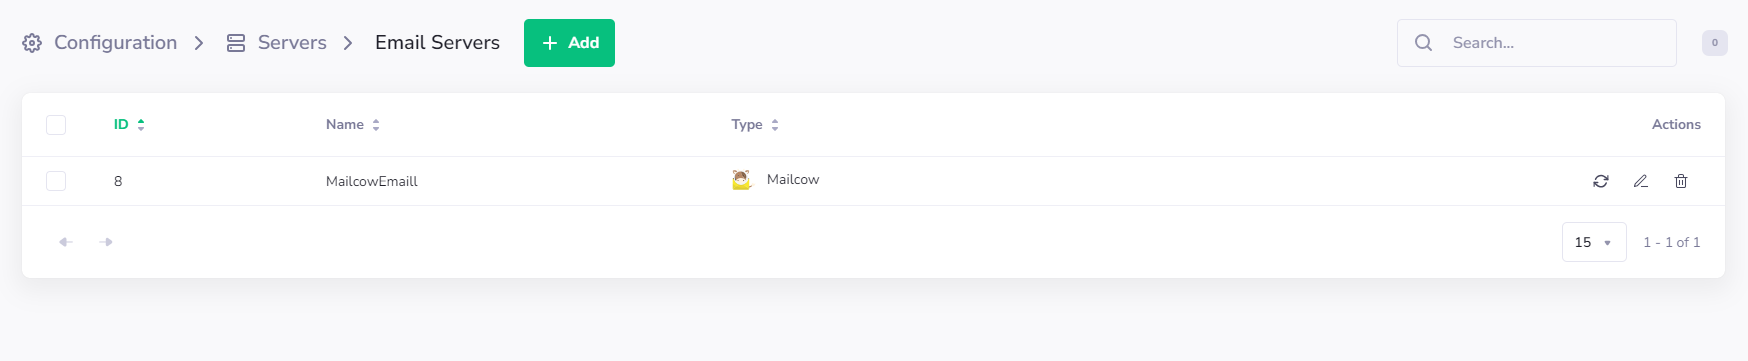 Configuration > Servers > Email Servers + Add Search... 0
ID Name Type Actions
8 MailcowEmaill Mailcow
15 1 - 1 of 1